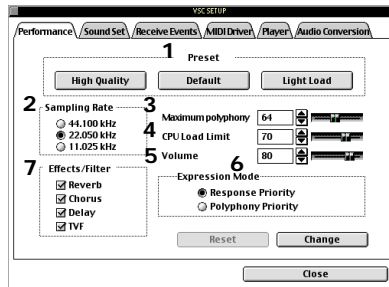 VSC SETUP
Performance Sound Set Receive Events MIDI Driver Player Audio Conversion
1
Preset
High Quality Default Light Load
2 Sampling Rate
44.100 kHz
22.050 kHz
11.025 kHz
3 Maximum polyphony 64
4 CPU Load Limit 70
5 Volume 80
7 Effects/Filter
Reverb
Chorus
Delay
TVF
6
Expression Mode
Response Priority
Polyphony Priority
Reset Change
Close